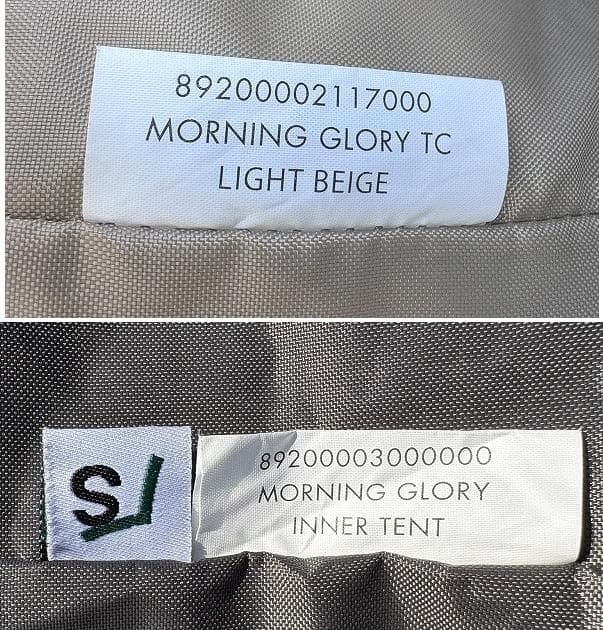 89200002117000
MORNING GLORY TC
LIGHT BEIGE
S
89200003000000
MORNING GLORY
INNER TENT